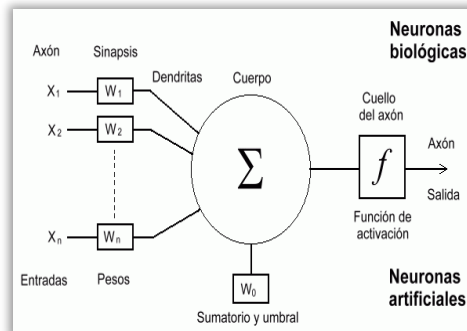 Neuronas
biológicas
Axón Sinapsis
Dendritas Cuerpo
Cuello
del axón
X1 W1
X2 W2
Σ
f
Axón
Salida
Función de
activación
Xn Wn
Entradas Pesos
W0
Sumatorio y umbral
Neuronas
artificiales